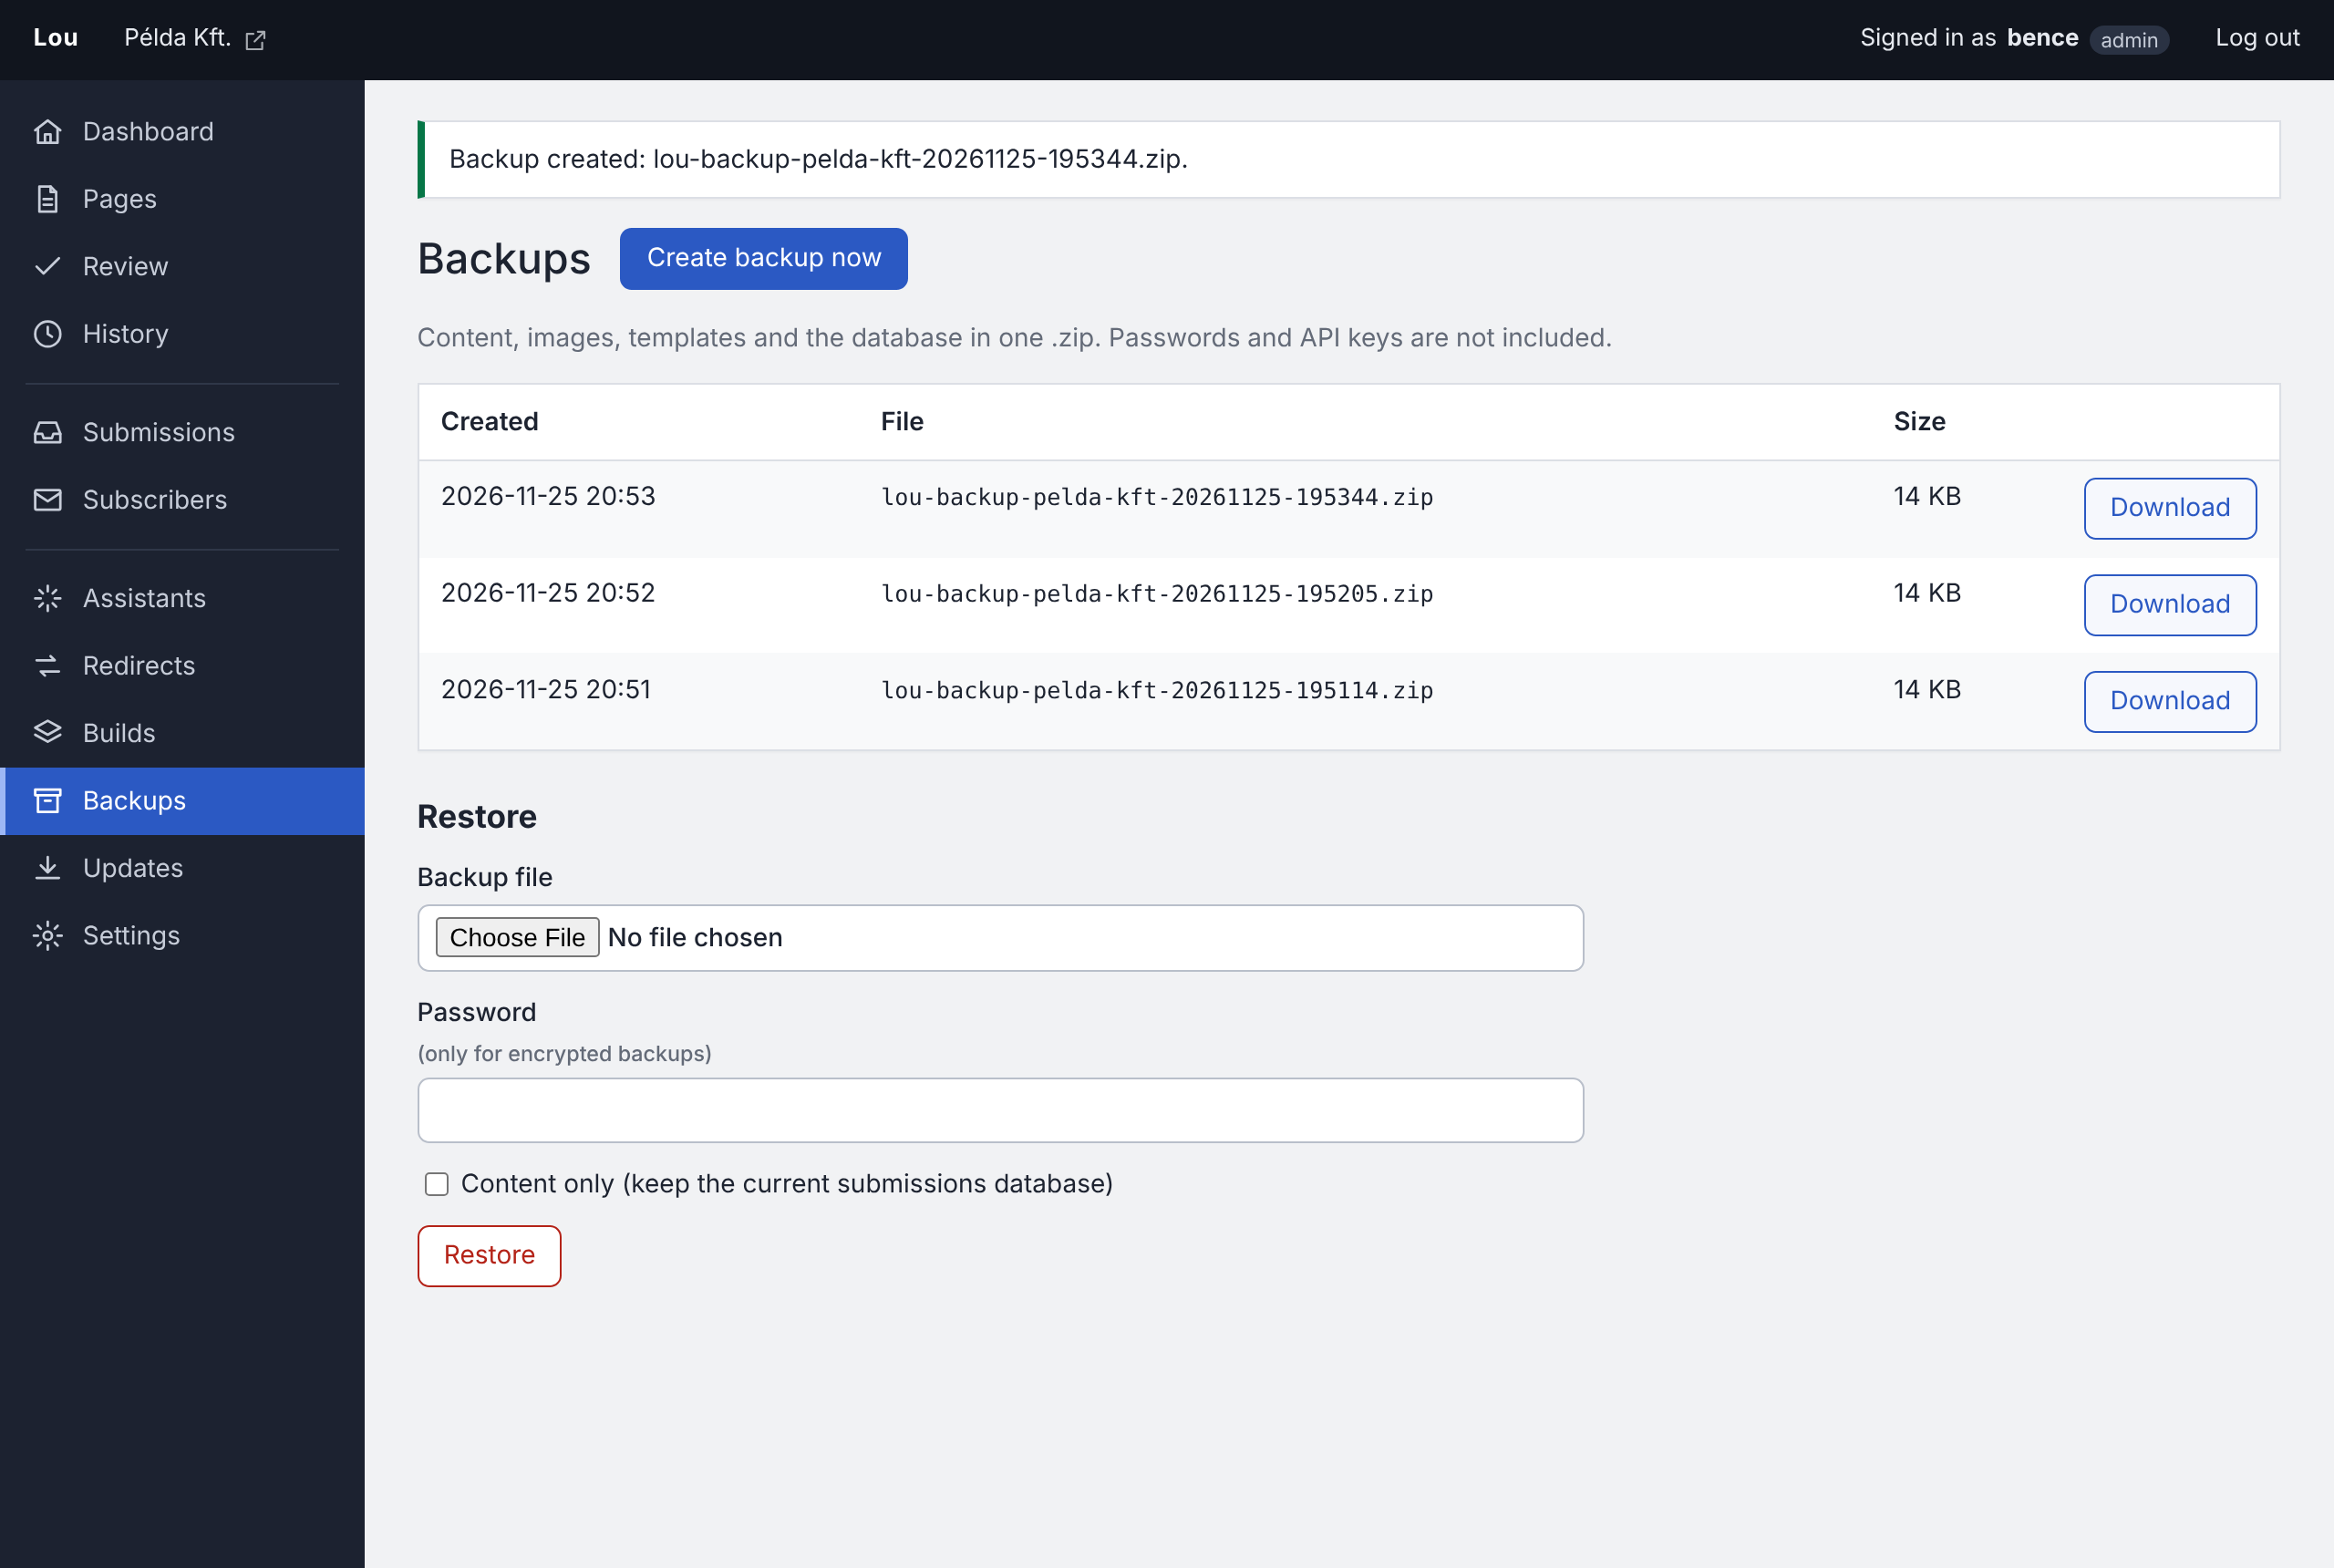 Lou
Példa Kft.
Signed in as bence admin
Log out
Dashboard
Pages
Review
History
Submissions
Subscribers
Assistants
Redirects
Builds
Backups
Updates
Settings
Backup created: lou-backup-pelda-kft-20261125-195344.zip.
Backups
Create backup now
Content, images, templates and the database in one .zip. Passwords and API keys are not included.
Created File Size
2026-11-25 20:53 lou-backup-pelda-kft-20261125-195344.zip 14 KB Download
2026-11-25 20:52 lou-backup-pelda-kft-20261125-195205.zip 14 KB Download
2026-11-25 20:51 lou-backup-pelda-kft-20261125-195114.zip 14 KB Download
Restore
Backup file
Choose File No file chosen
Password
(only for encrypted backups)
Content only (keep the current submissions database)
Restore